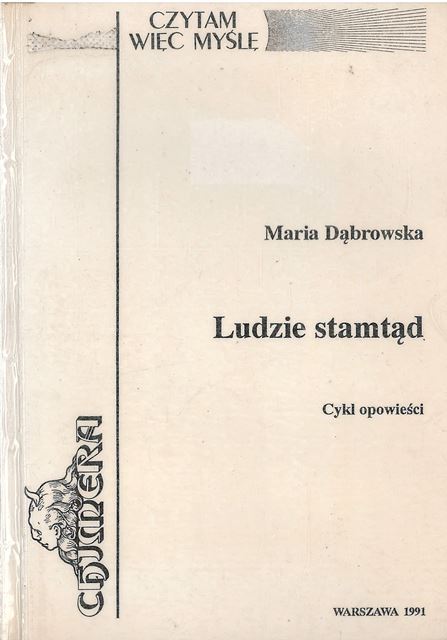 CZYTAM
WIĘC MYŚLĘ
Maria Dąbrowska
Ludzie stamtąd
Cykl opowieści
CHIMERA
WARSZAWA 1991